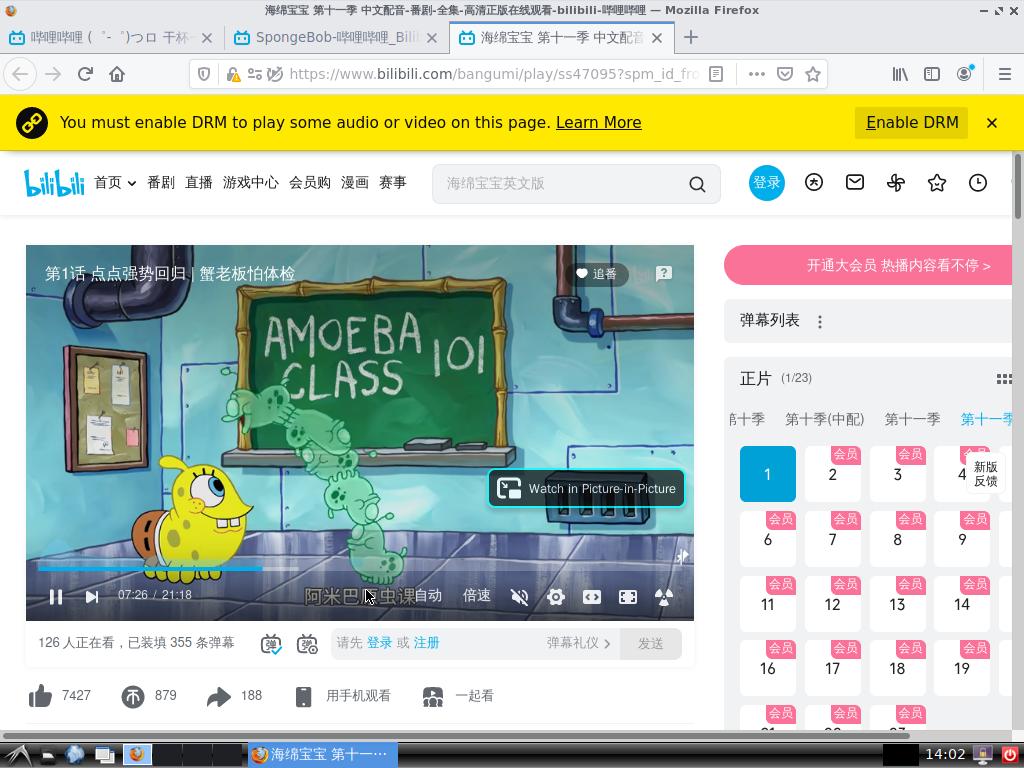 海绵宝宝 第十一季 中文配音-番剧-全集-高清正版在线观看-bilibili-哔哩哔哩 — Mozilla Firefox
哔哩哔哩 (゜-゜)つロ 干杯-
SpongeBob-哔哩哔哩_Bili
海绵宝宝 第十一季 中文配音
https://www.bilibili.com/bangumi/play/ss47095?spm_id_fro
You must enable DRM to play some audio or video on this page. Learn More
Enable DRM
bilibili
首页 番剧 直播 游戏中心 会员购 漫画 赛事
海绵宝宝英文版
登录
第1话 点点强势回归 | 蟹老板怕体检
追番
AMOEBA 101
CLASS
Watch in Picture-in-Picture
07:26 / 21:18
自动 倍速
126 人正在看，已装填 355 条弹幕
弹 弹
请先 登录 或 注册
弹幕礼仪 >
发送
7427 879 188 用手机观看 一起看
开通大会员 热播内容看不停 >
弹幕列表
正片 (1/23)
第十季 第十季(中配) 第十一季 第十一季
1
会员 2
会员 3
4
新版
反馈
会员 6
会员 7
会员 8
会员 9
会员 11
会员 12
会员 13
会员 14
会员 16
会员 17
会员 18
会员 19
会员
会员
会员
海绵宝宝 第十一···
14:02